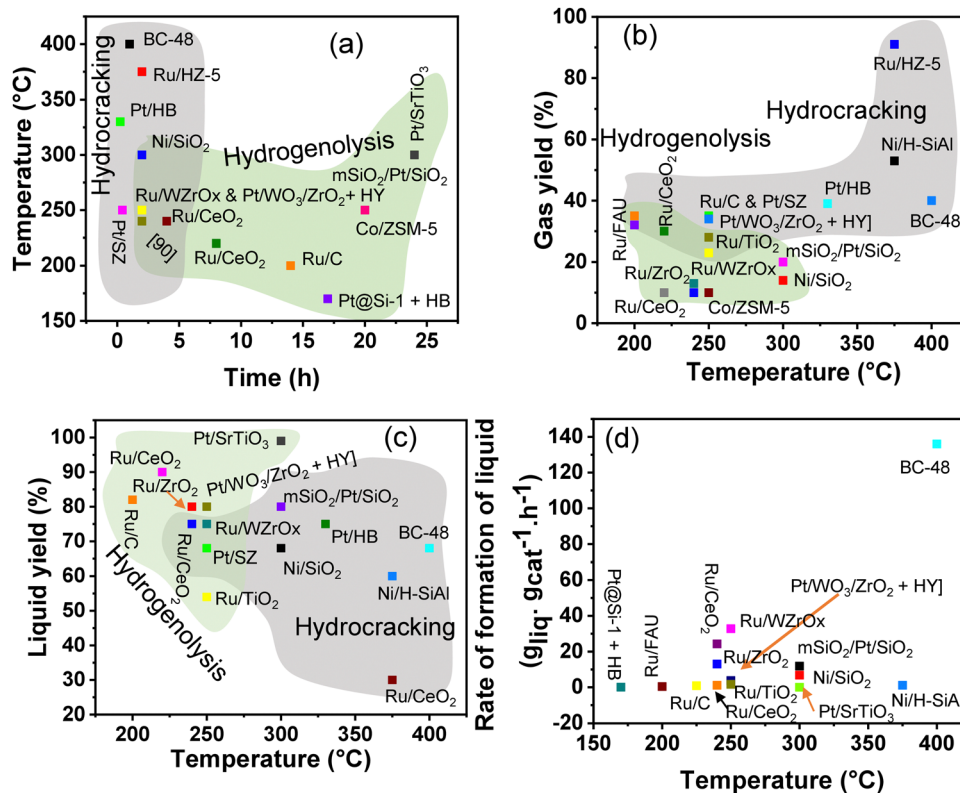 (a)
BC-48
Ru/HZ-5
Pt/HB
Ni/SiO₂
Hydrocracking
Hydrogenolysis
Pt/SrTiO₃
mSiO₂/Pt/SiO₂
Ru/WZrOx & Pt/WO₃/ZrO₂+ HY
Ru/CeO₂
Co/ZSM-5
Pt/SZ
[90]
Ru/CeO₂
Ru/C
Pt@Si-1 + HB
400
350
300
250
200
150
Temperature (°C)
0 5 10 15 20 25
Time (h)
(b)
Ru/HZ-5
Hydrocracking
Hydrogenolysis
Ni/H-SiAl
Ru/CeO₂
Pt/HB
BC-48
Ru/FAU
Ru/C & Pt/SZ
Pt/WO₃/ZrO₂ + HY]
Ru/TiO₂
mSiO₂/Pt/SiO₂
Ru/ZrO₂
Ru/WZrOx
Ni/SiO₂
Ru/CeO₂
Co/ZSM-5
100
80
60
40
20
0
Gas yield (%)
200 250 300 350 400
Temeperature (°C)
(c)
Pt/SrTiO₃
Ru/CeO₂
Ru/ZrO₂
Pt/WO₃/ZrO₂ + HY]
mSiO₂/Pt/SiO₂
Ru/C
Ru/WZrOx
Pt/HB
BC-48
Ru/CeO₂
Pt/SZ
Ni/SiO₂
Ni/H-SiAl
Ru/TiO₂
Hydrogenolysis
Hydrocracking
Ru/CeO₂
100
90
80
70
60
50
40
30
20
Liquid yield (%)
200 250 300 350 400
Temperature (°C)
(d)
BC-48
Pt/WO₃/ZrO₂ + HY]
Pt@Si-1 + HB
Ru/FAU
Ru/CeO₂
Ru/WZrOx
mSiO₂/Pt/SiO₂
Ru/ZrO₂
Ni/SiO₂
Ru/C
Ru/TiO₂
Ru/CeO₂
Pt/SrTiO₃
Ni/H-SiAl
140
120
100
80
60
40
20
0
-20
Rate of formation of liquid
(gliq. gcat⁻¹.h⁻¹)
150 200 250 300 350 400
Temperature (°C)